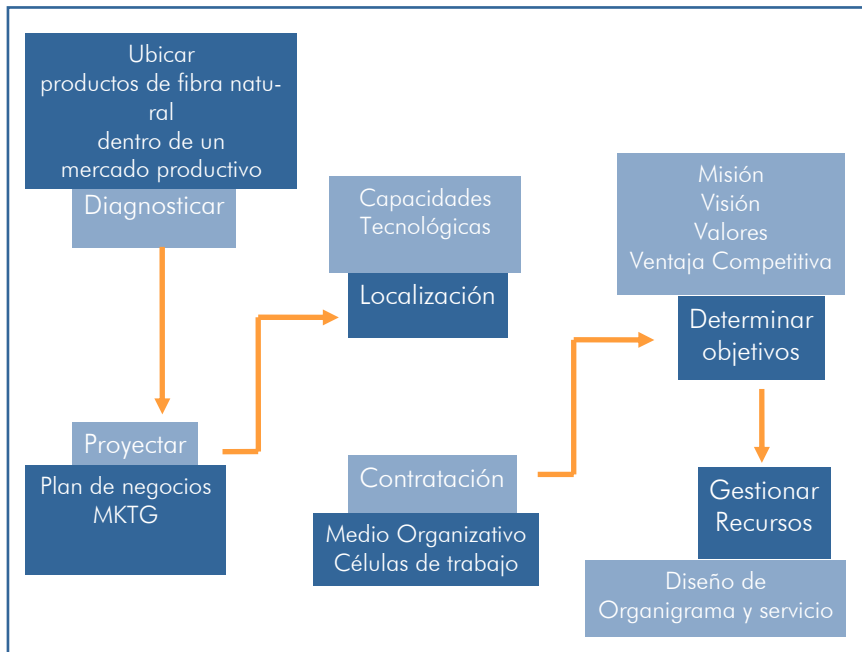 Ubicar
productos de fibra natu-
ral
dentro de un
mercado productivo
Diagnosticar
Proyectar
Plan de negocios
MKTG
Capacidades
Tecnológicas
Localización
Contratación
Medio Organizativo
Células de trabajo
Misión
Visión
Valores
Ventaja Competitiva
Determinar
objetivos
Gestionar
Recursos
Diseño de
Organigrama y servicio